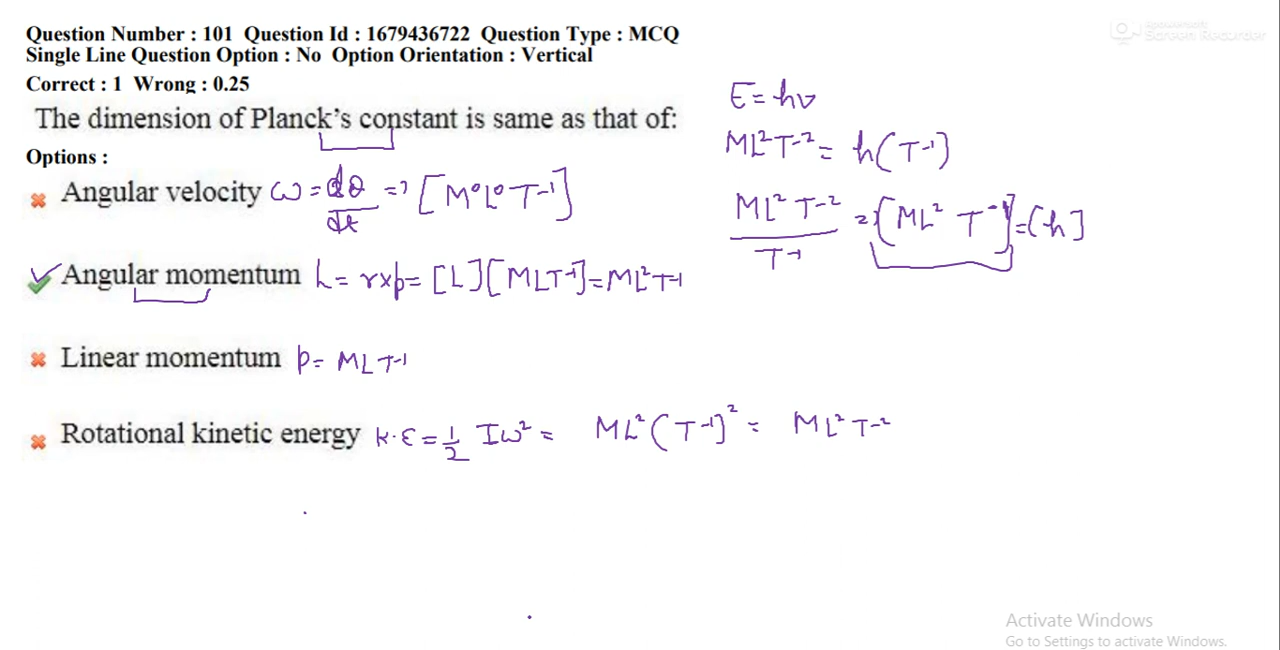 Question Number : 101 Question Id : 1679436722 Question Type : MCQ
Single Line Question Option : No Option Orientation : Vertical
Correct : 1 Wrong : 0.25
The dimension of Planck's constant is same as that of:
Options :
Angular velocity ω = dθ/dt => [M⁰L⁰T⁻¹]
Angular momentum L = r×p = [L][MLT⁻¹] = ML²T⁻¹
Linear momentum p = MLT⁻¹
Rotational kinetic energy K.E = 1/2 Iω² = ML²(T⁻¹)² = ML²T⁻²
E = hν
ML²T⁻² = h(T⁻¹)
ML²T⁻²/T⁻¹ = [ML²T⁻¹] = [h]
Apowersoft
Screen Recorder
Activate Windows
Go to Settings to activate Windows.